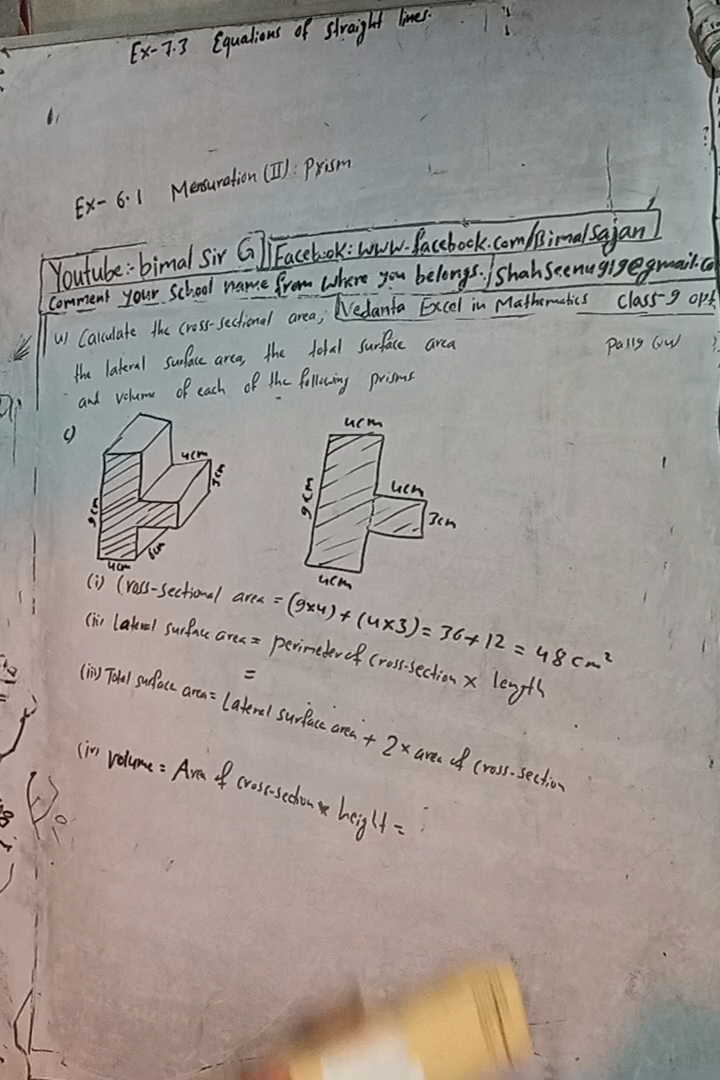 Ex-7.3 Equations of straight lines.
Ex- 6.1 Mensuration (II): Prism
Youtube:- bimal Sir G Facebook: www.facebook.com/Bimalsajan
Comment your School name from where you belongs. / Shahseenu919@gmail.co
Vedanta Excel in Mathematics Class-9 opt
4) Calculate the cross-sectional area,
the lateral surface area, the total surface area
and volume of each of the following prisms
c)
4cm
3cm
9cm
4cm
4cm
9cm
4cm
3cm
4cm
(i) Cross-sectional area = (9x4) + (4x3) = 36+12 = 48 cm²
(ii) Lateral surface area = perimeter of cross-section x length
=
(iii) Total surface area = Lateral surface area + 2 x area of cross-section
(iv) volume = Area of cross-section x height =